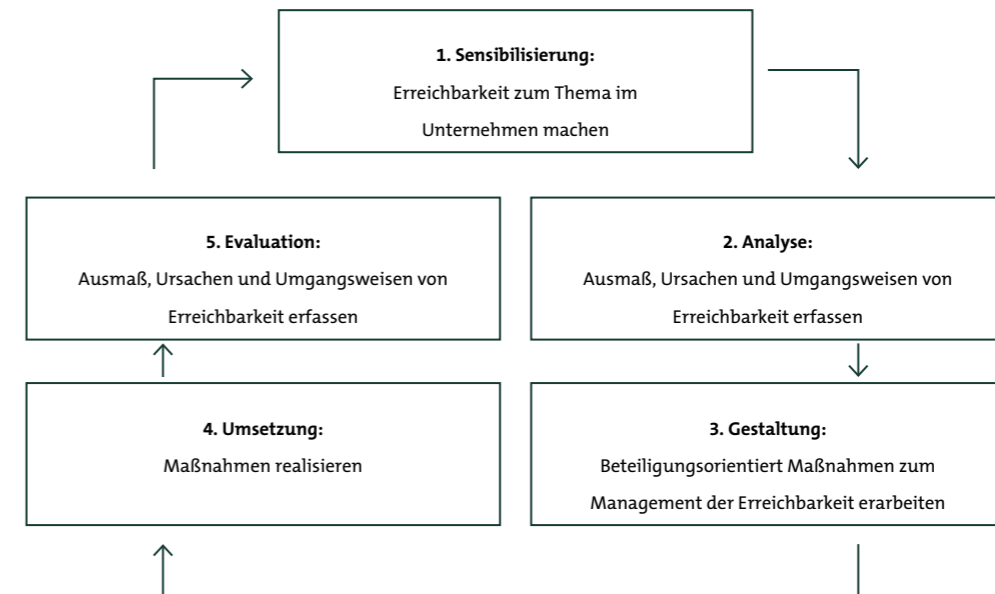 1. Sensibilisierung:
Erreichbarkeit zum Thema im
Unternehmen machen
5. Evaluation:
Ausmaß, Ursachen und Umgangsweisen von
Erreichbarkeit erfassen
2. Analyse:
Ausmaß, Ursachen und Umgangsweisen von
Erreichbarkeit erfassen
4. Umsetzung:
Maßnahmen realisieren
3. Gestaltung:
Beteiligungsorientiert Maßnahmen zum
Management der Erreichbarkeit erarbeiten